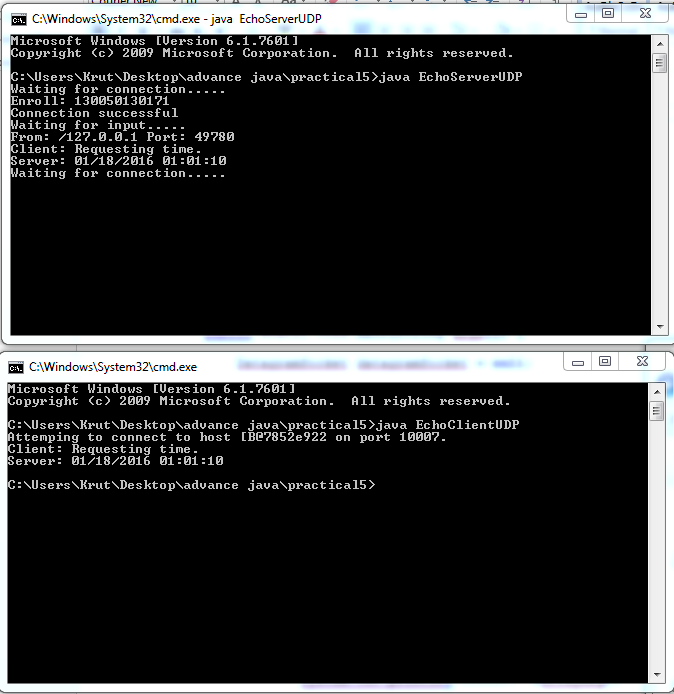 C:\Windows\System32\cmd.exe - java  EchoServerUDP
Microsoft Windows [Version 6.1.7601]
Copyright (c) 2009 Microsoft Corporation.  All rights reserved.
C:\Users\Krut\Desktop\advance java\practical5>java EchoServerUDP
Waiting for connection.....
Enroll: 130050130171
Connection successful
Waiting for input.....
From: /127.0.0.1 Port: 49780
Client: Requesting time.
Server: 01/18/2016 01:01:10
Waiting for connection.....
C:\Windows\System32\cmd.exe
Microsoft Windows [Version 6.1.7601]
Copyright (c) 2009 Microsoft Corporation.  All rights reserved.
C:\Users\Krut\Desktop\advance java\practical5>java EchoClientUDP
Attemping to connect to host [B@7852e922 on port 10007.
Client: Requesting time.
Server: 01/18/2016 01:01:10
C:\Users\Krut\Desktop\advance java\practical5>